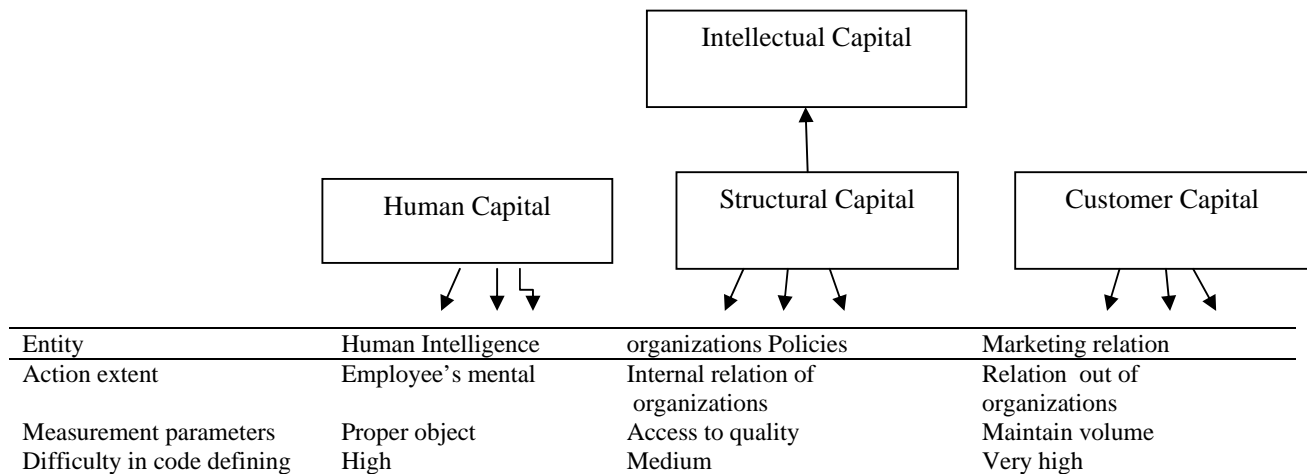 Intellectual Capital
Human Capital
Structural Capital
Customer Capital
Entity Human Intelligence organizations Policies Marketing relation
Action extent Employee's mental Internal relation of Relation out of
organizations organizations
Measurement parameters Proper object Access to quality Maintain volume
Difficulty in code defining High Medium Very high